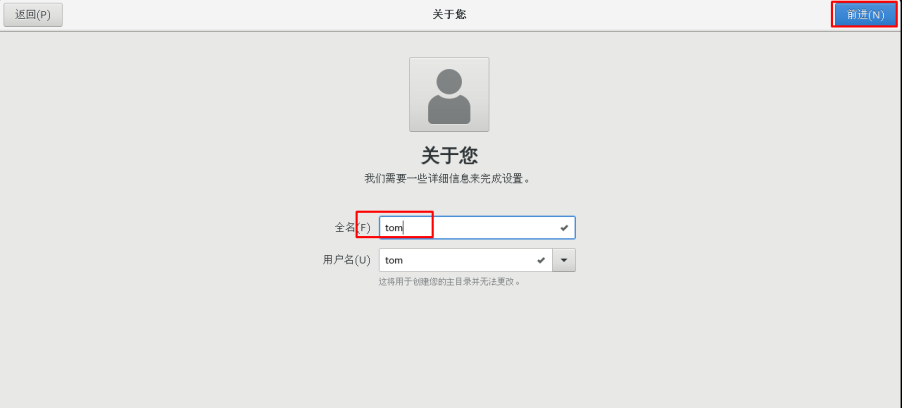 返回(P)
关于您
前进(N)
关于您
我们需要一些详细信息来完成设置。
全名(F)
tom
用户名(U)
tom
这将用于创建您的主目录并无法更改。